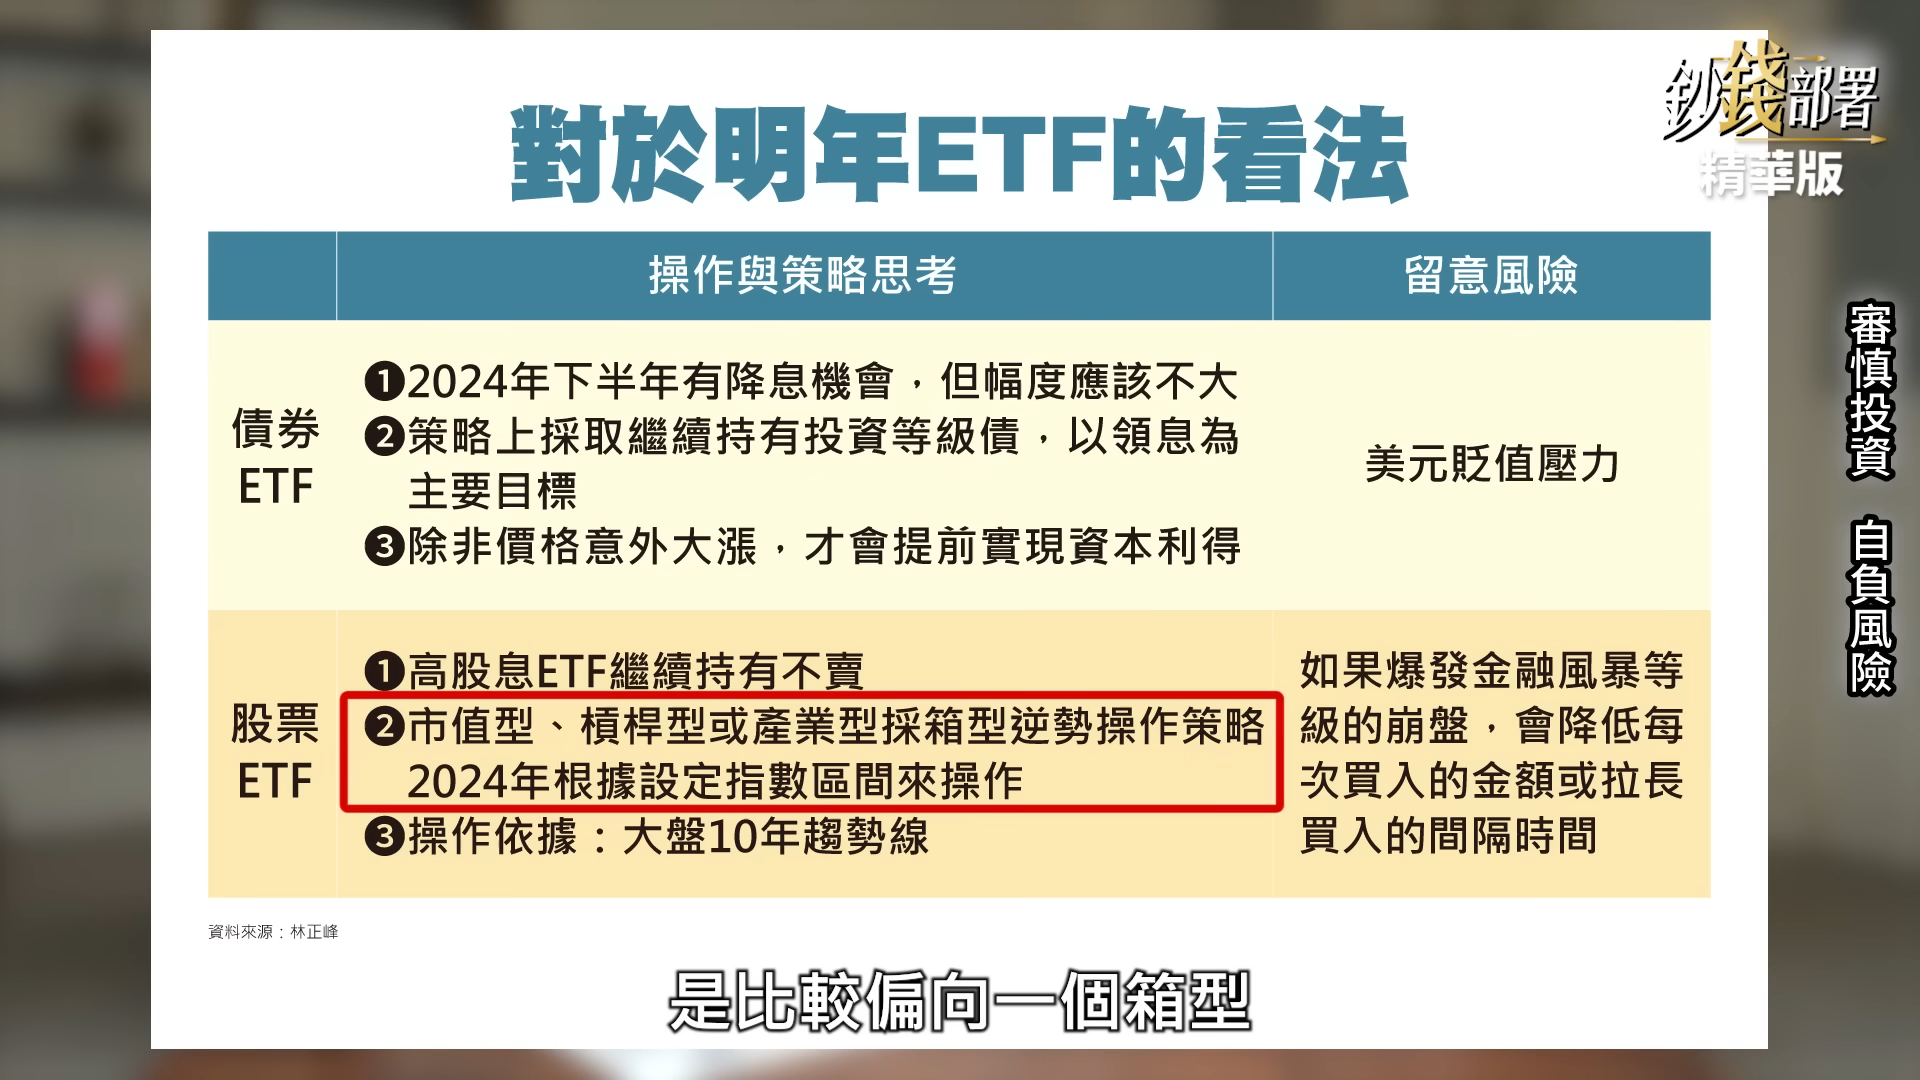 對於明年ETF的看法
鈔錢部署
精華版
操作與策略思考
留意風險
債券
ETF
❶2024年下半年有降息機會，但幅度應該不大
❷策略上採取繼續持有投資等級債，以領息為
主要目標
❸除非價格意外大漲，才會提前實現資本利得
美元貶值壓力
股票
ETF
❶高股息ETF繼續持有不賣
❷市值型、槓桿型或產業型採箱型逆勢操作策略
2024年根據設定指數區間來操作
❸操作依據：大盤10年趨勢線
如果爆發金融風暴等
級的崩盤，會降低每
次買入的金額或拉長
買入的間隔時間
審慎投資 自負風險
資料來源：林正峰
是比較偏向一個箱型